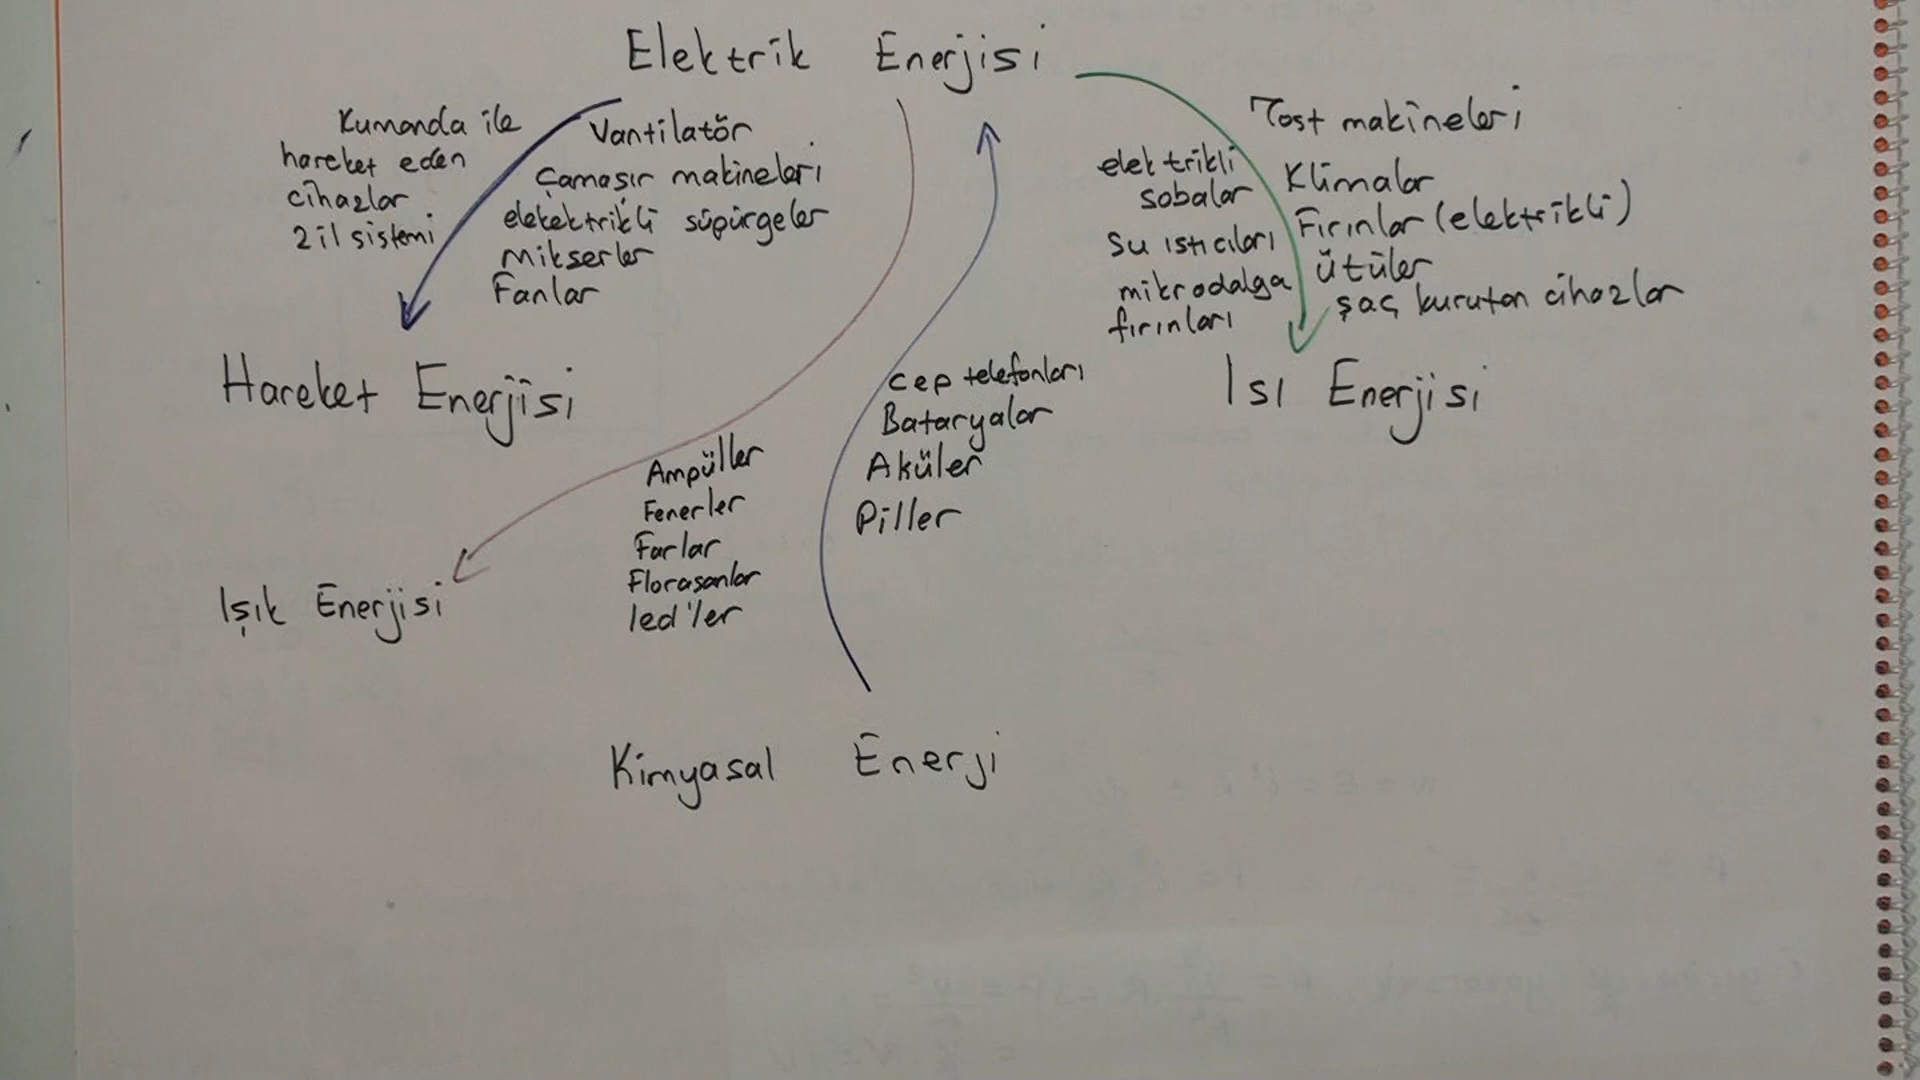 Elektrik Enerjisi
Kumanda ile
hareket eden
cihazlar
zil sistemi
Vantilatör
Çamaşır makineleri
elekektrikli süpürgeler
Mikserler
Fanlar
Hareket Enerjisi
elektrikli
sobalar
Su ısıtıcıları
mikrodalga
fırınları
Tost makineleri
Klimalar
Fırınlar (elektrikli)
Ütüler
şaç kurutan cihazlar
Isı Enerjisi
Ampüller
Fenerler
Farlar
Florasanlar
led'ler
Işık Enerjisi
cep telefonları
Bataryalar
Aküler
Piller
Kimyasal Enerji